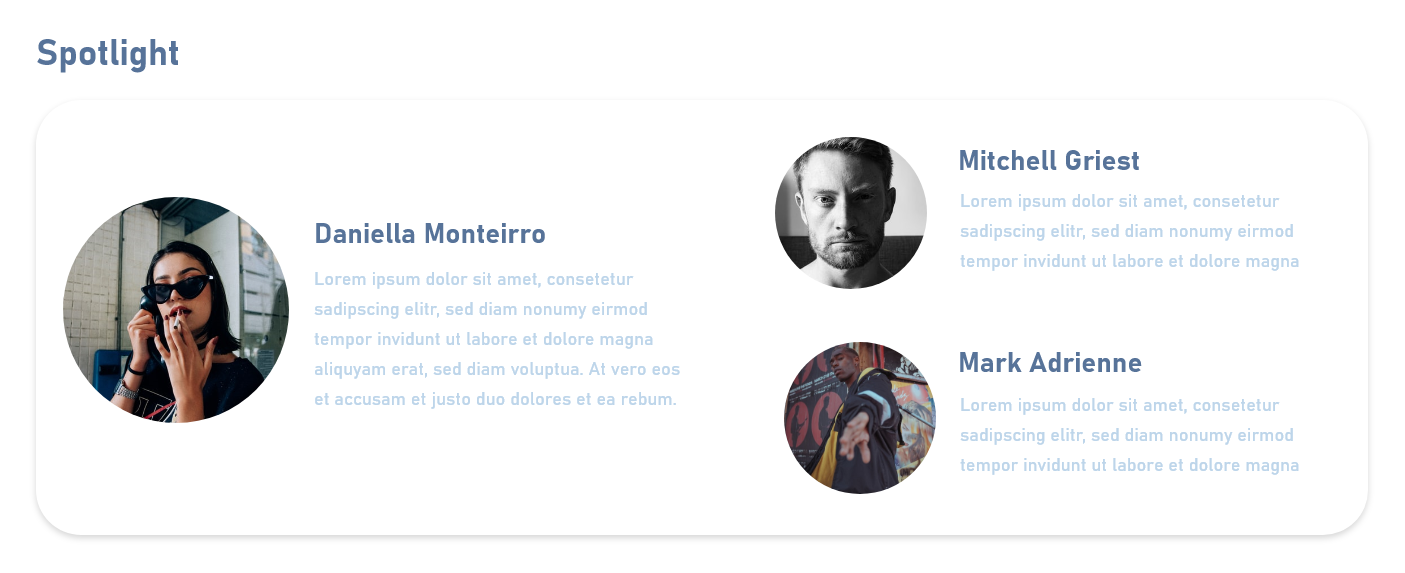 Spotlight
Daniella Monteirro
Lorem ipsum dolor sit amet, consetetur
sadipscing elitr, sed diam nonumy eirmod
tempor invidunt ut labore et dolore magna
aliquyam erat, sed diam voluptua. At vero eos
et accusam et justo duo dolores et ea rebum.
Mitchell Griest
Lorem ipsum dolor sit amet, consetetur
sadipscing elitr, sed diam nonumy eirmod
tempor invidunt ut labore et dolore magna
Mark Adrienne
Lorem ipsum dolor sit amet, consetetur
sadipscing elitr, sed diam nonumy eirmod
tempor invidunt ut labore et dolore magna